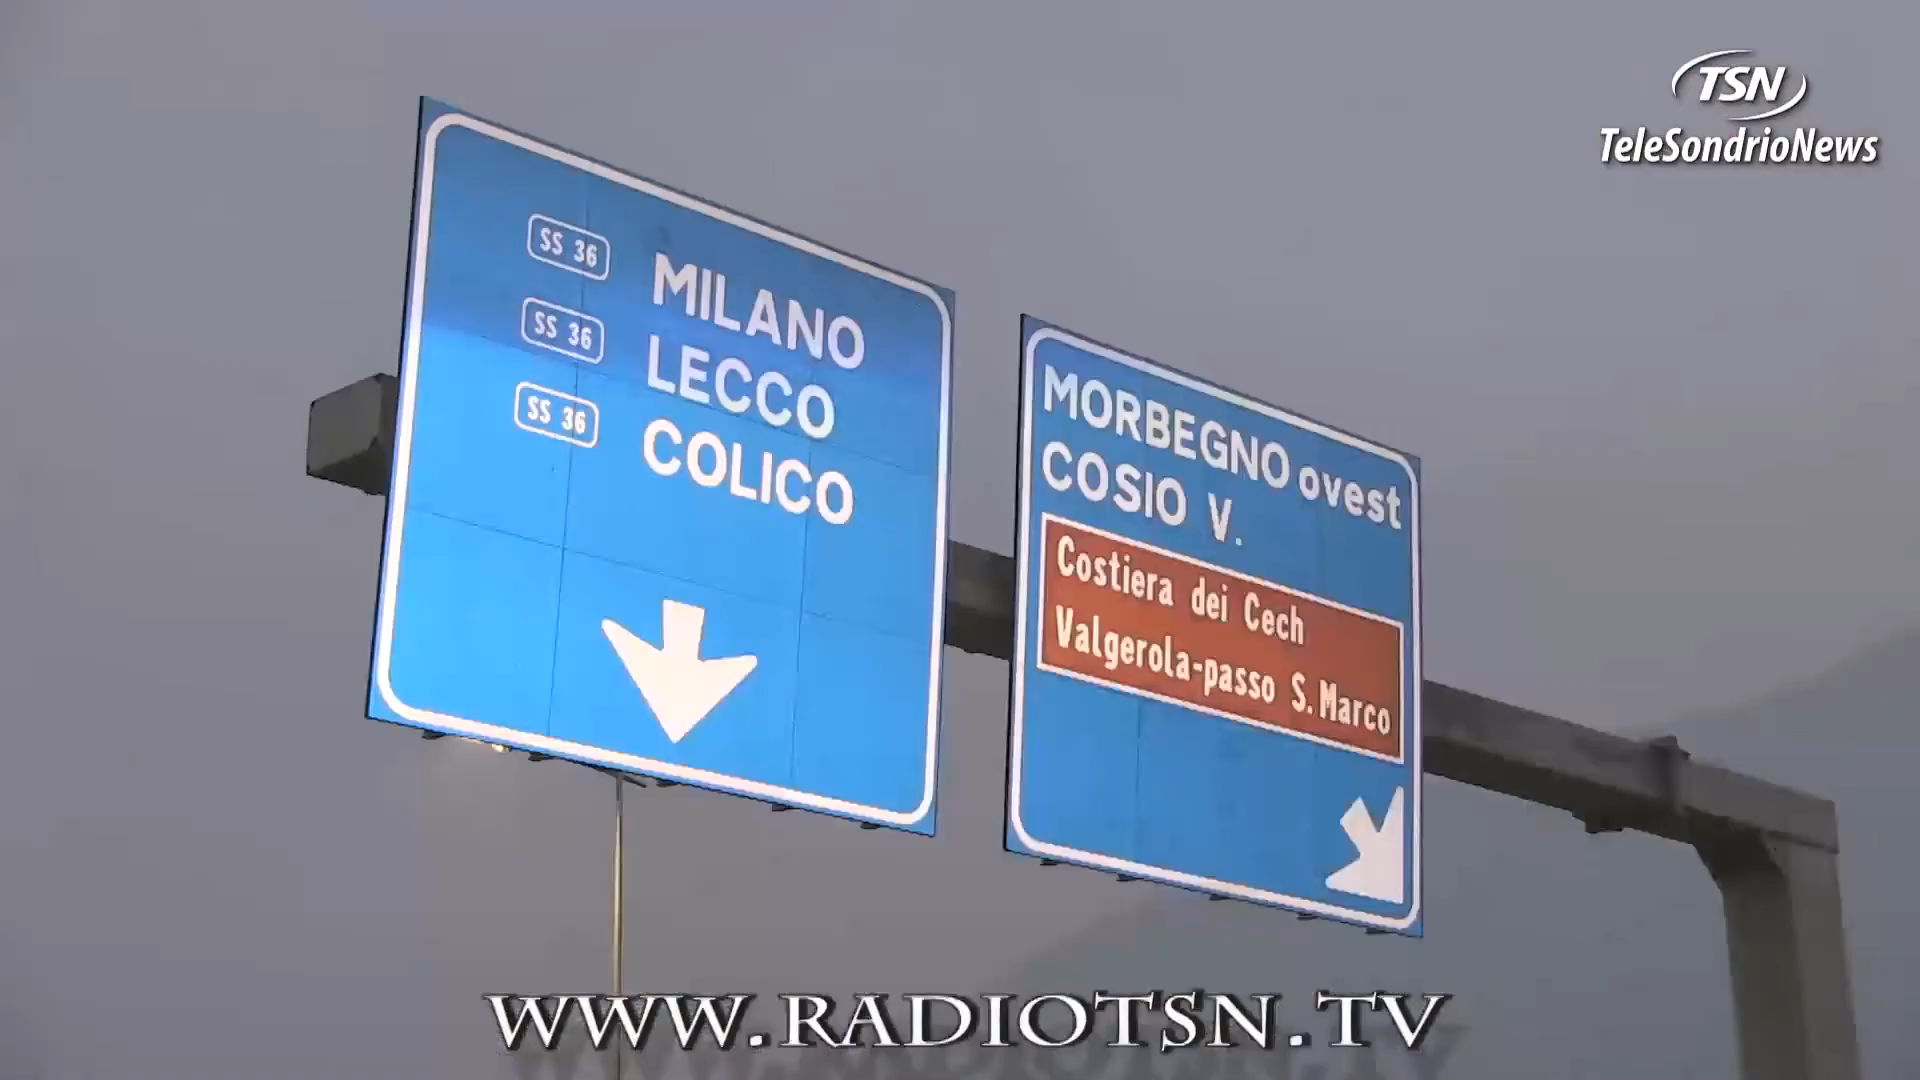 TSN
TeleSondrioNews
SS 36 MILANO
SS 36 LECCO
SS 36 COLICO
MORBEGNO ovest
COSIO V.
Costiera dei Cech
Valgerola-passo S. Marco
WWW.RADIOTSN.TV